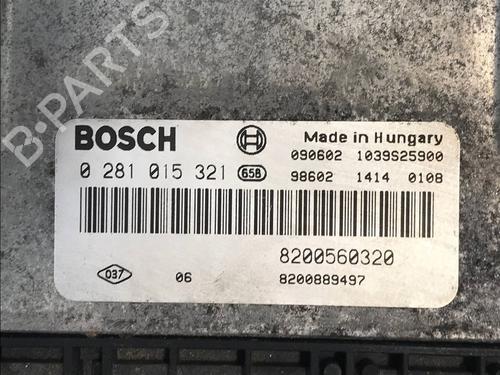 B-PARTS
BOSCH
Made in Hungary
090602 1039S25900
0 281 015 321 658
98602 1414 0108
8200560320
037 06 8200889497